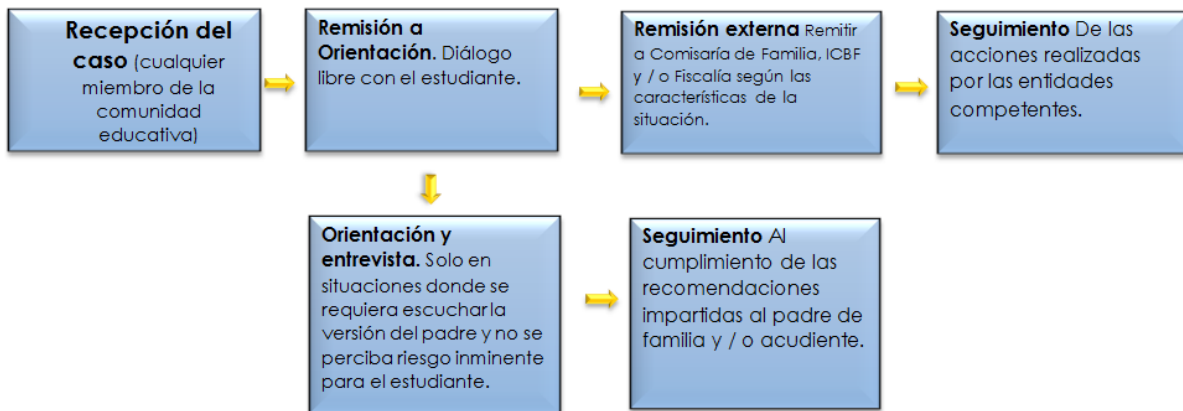 Recepción del
caso (cualquier
miembro de la
comunidad
educativa)
Remisión a
Orientación. Diálogo
libre con el estudiante.
Remisión externa Remitir
a Comisaría de Familia, ICBF
y / o Fiscalía según las
características de la
situación.
Seguimiento De las
acciones realizadas
por las entidades
competentes.
Orientación y
entrevista. Solo en
situaciones donde se
requiera escuchar la
versión del padre y no se
perciba riesgo inminente
para el estudiante.
Seguimiento Al
cumplimiento de las
recomendaciones
impartidas al padre de
familia y / o acudiente.